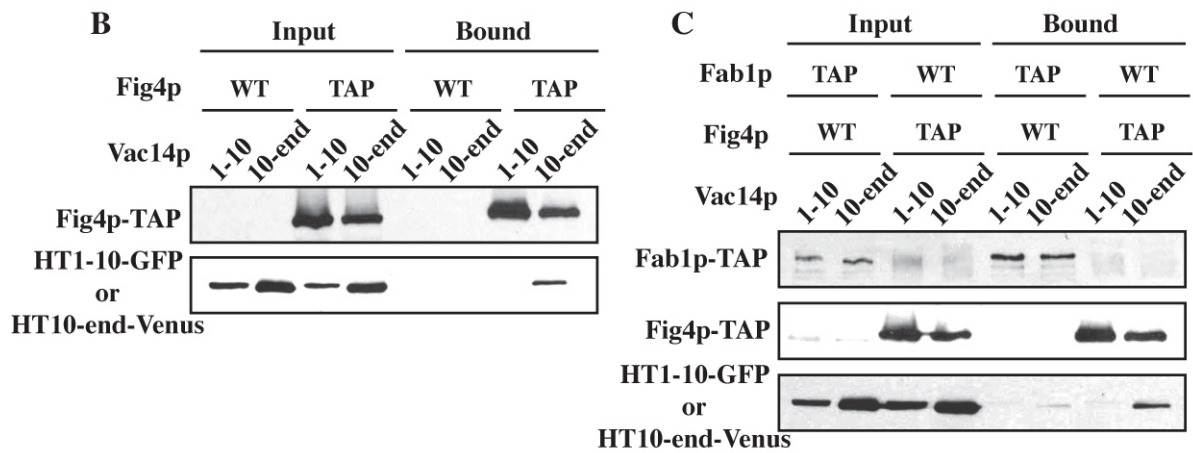 B
Input Bound
Fig4p WT TAP WT TAP
Vac14p 1-10 10-end 1-10 10-end 1-10 10-end 1-10 10-end
Fig4p-TAP
HT1-10-GFP
or
HT10-end-Venus
C
Input Bound
Fab1p TAP WT TAP WT
Fig4p WT TAP WT TAP
Vac14p 1-10 10-end 1-10 10-end 1-10 10-end 1-10 10-end
Fab1p-TAP
Fig4p-TAP
HT1-10-GFP
or
HT10-end-Venus